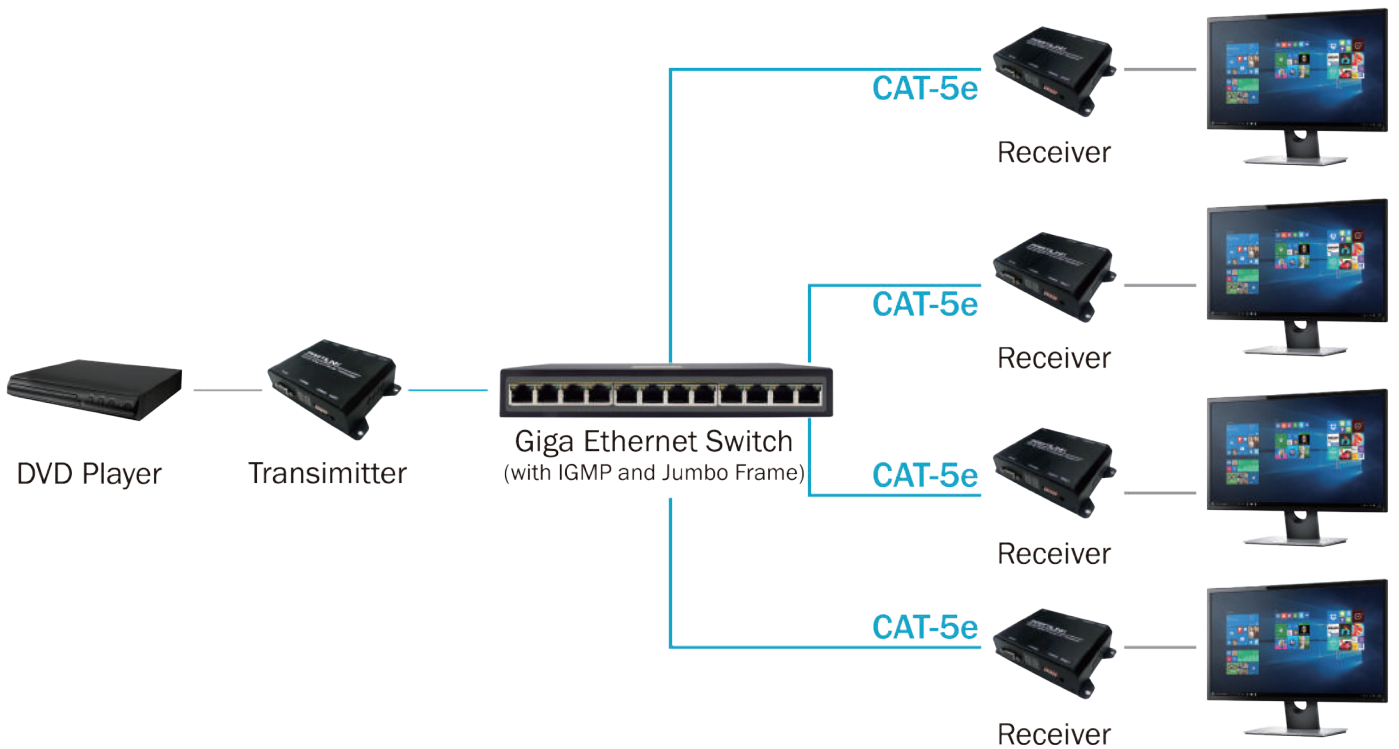 CAT-5e
Receiver
CAT-5e
Receiver
DVD Player
Transimitter
Giga Ethernet Switch
(with IGMP and Jumbo Frame)
CAT-5e
Receiver
CAT-5e
Receiver